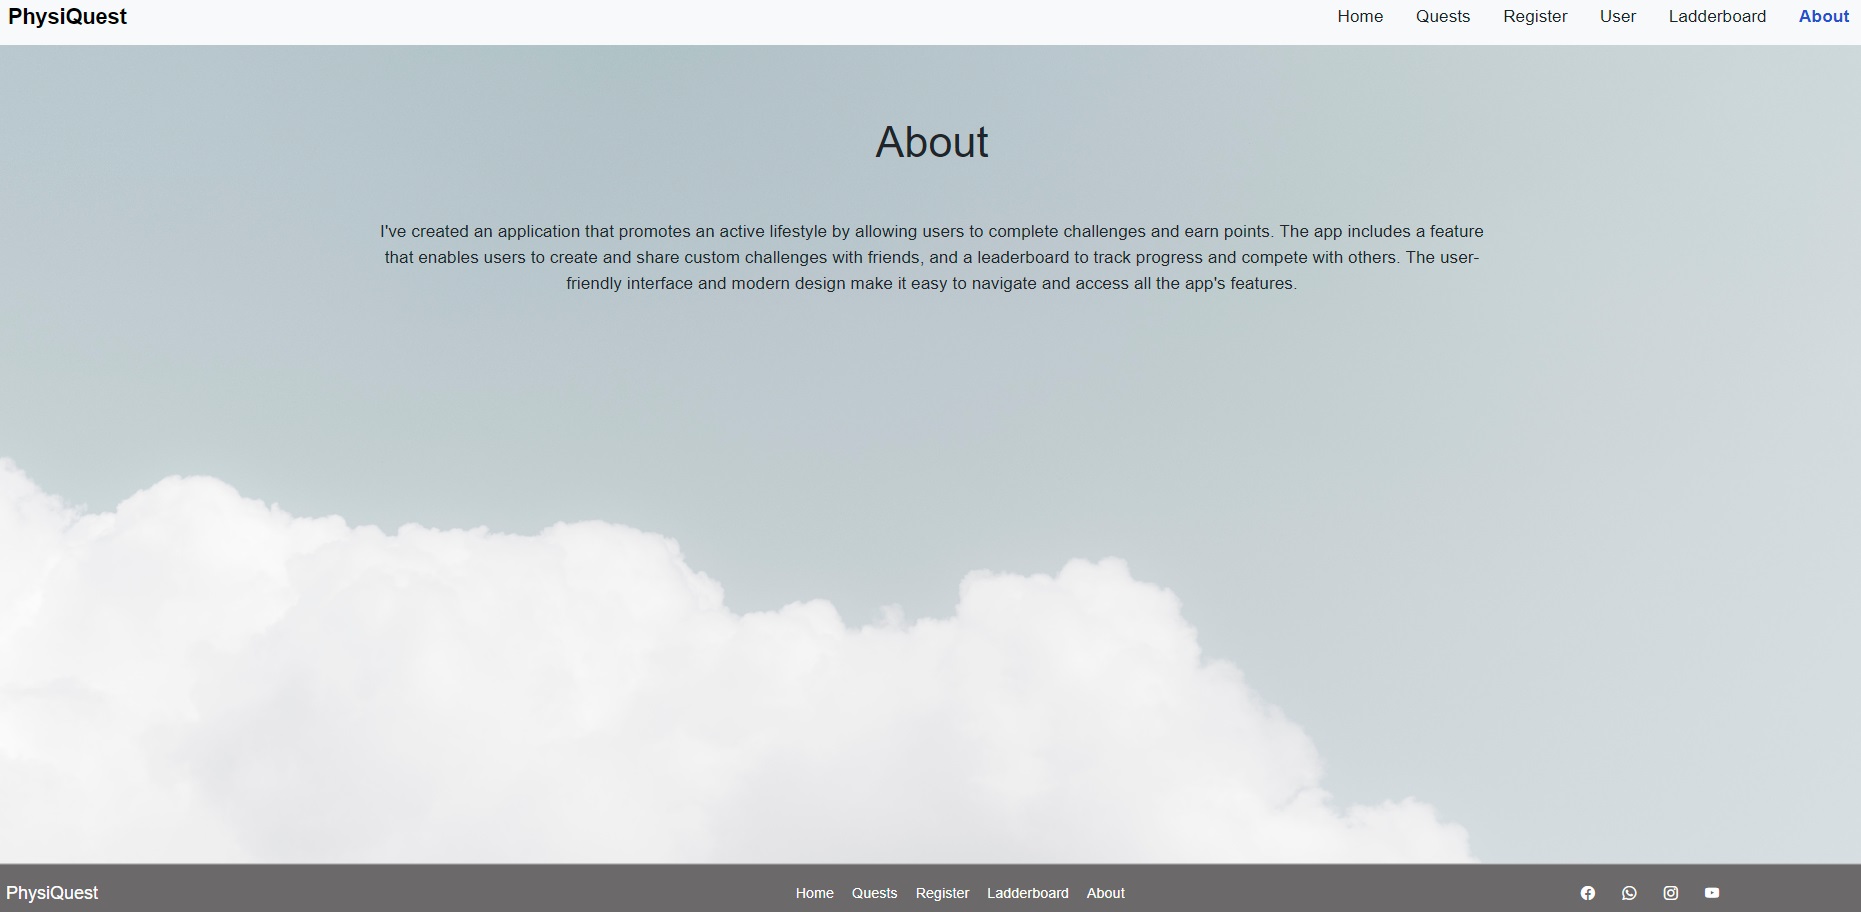 PhysiQuest
Home Quests Register User Ladderboard About
About
I've created an application that promotes an active lifestyle by allowing users to complete challenges and earn points. The app includes a feature
that enables users to create and share custom challenges with friends, and a leaderboard to track progress and compete with others. The user-
friendly interface and modern design make it easy to navigate and access all the app's features.
PhysiQuest
Home Quests Register Ladderboard About